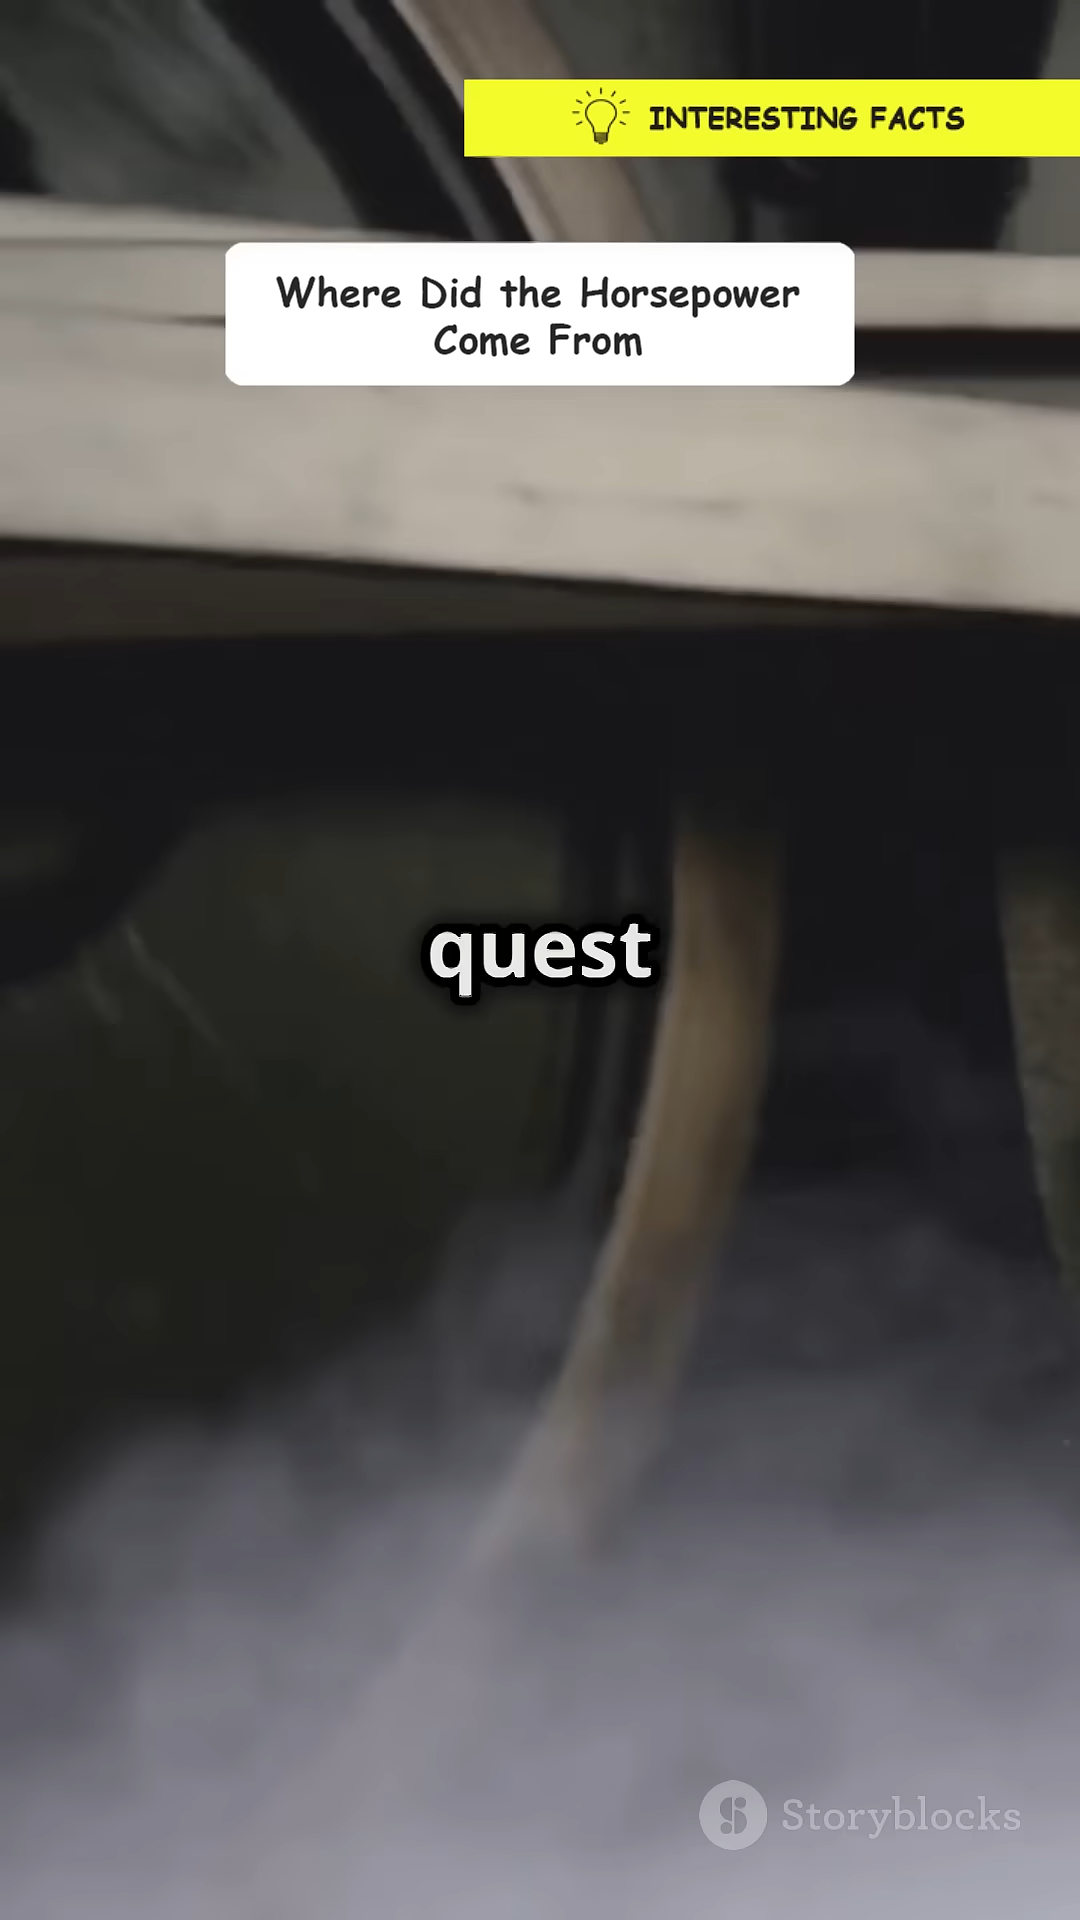 INTERESTING FACTS
Where Did the Horsepower
Come From
quest
Storyblocks